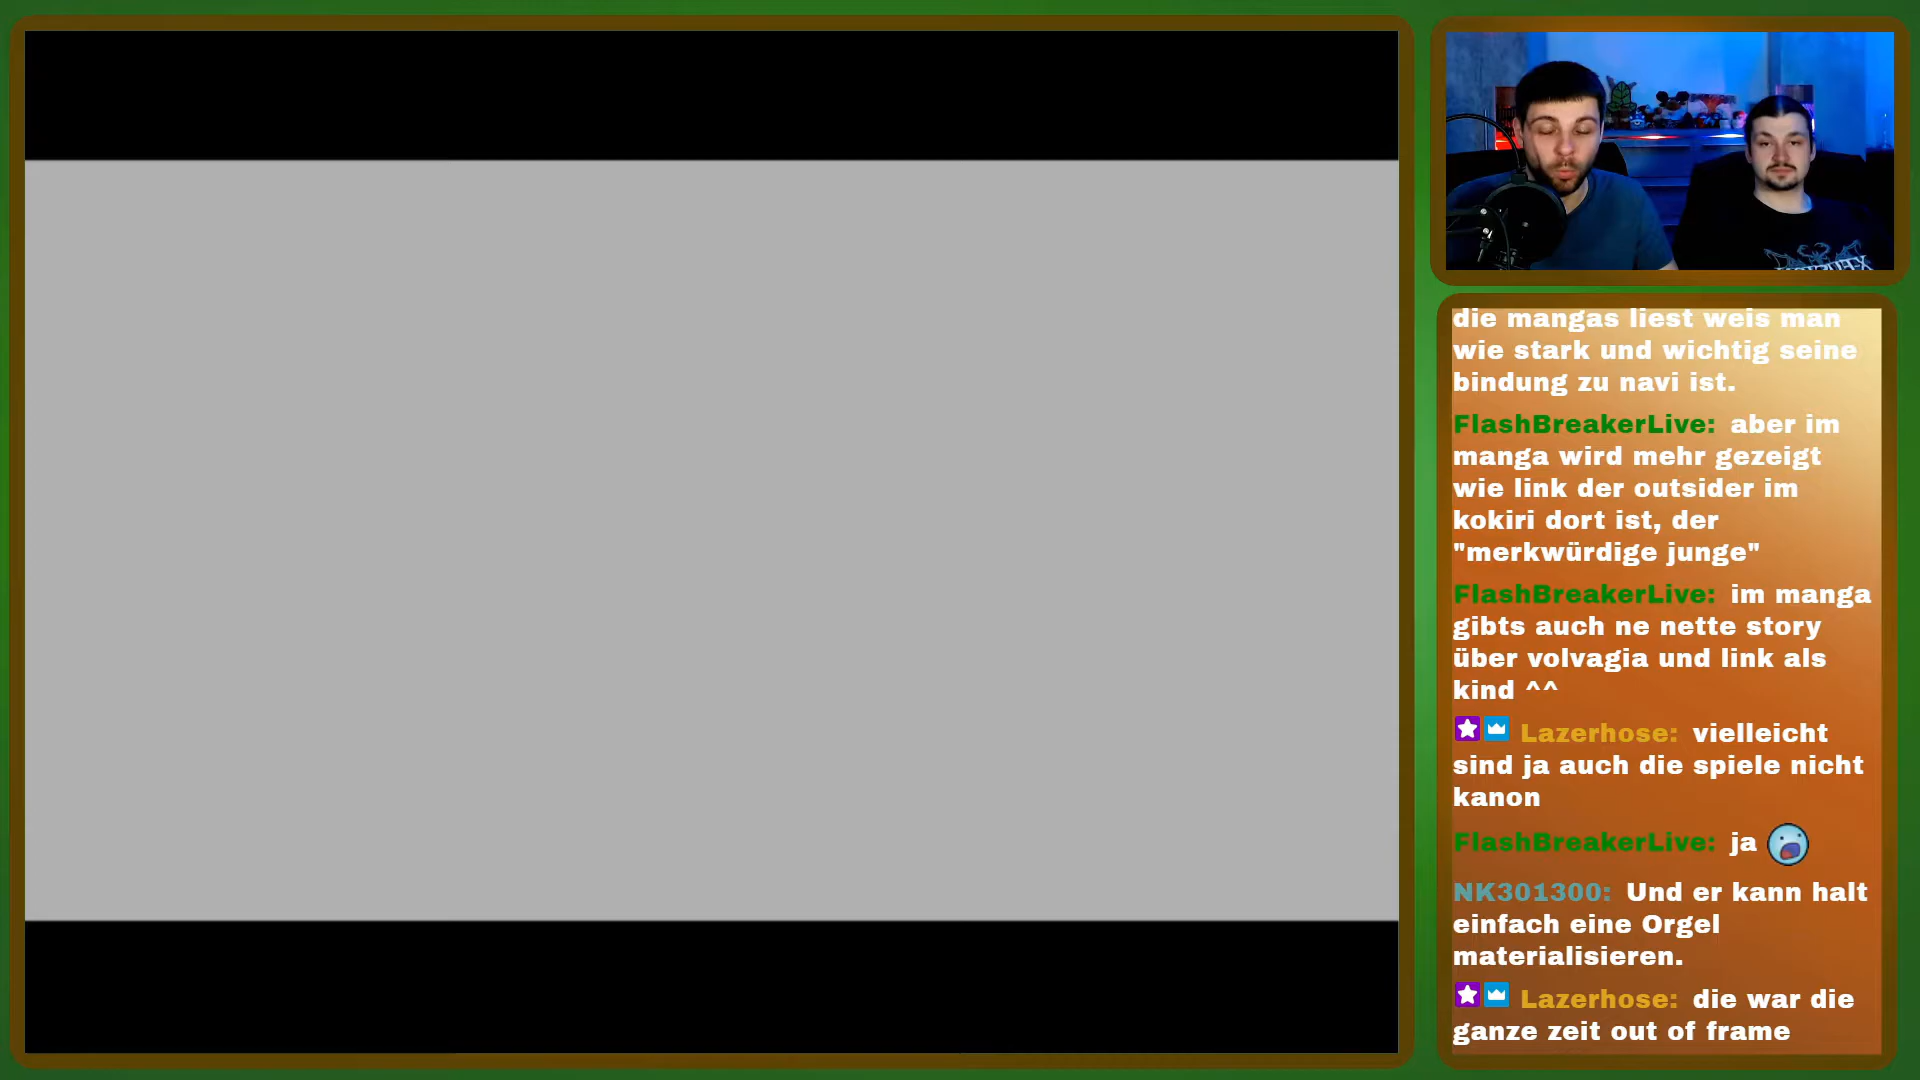 die mangas liest weis man
wie stark und wichtig seine
bindung zu navi ist.
FlashBreakerLive: aber im
manga wird mehr gezeigt
wie link der outsider im
kokiri dort ist, der
"merkwürdige junge"
FlashBreakerLive: im manga
gibts auch ne nette story
über volvagia und link als
kind ^^
Lazerhose: vielleicht
sind ja auch die spiele nicht
kanon
FlashBreakerLive: ja
NK301300: Und er kann halt
einfach eine Orgel
materialisieren.
Lazerhose: die war die
ganze zeit out of frame